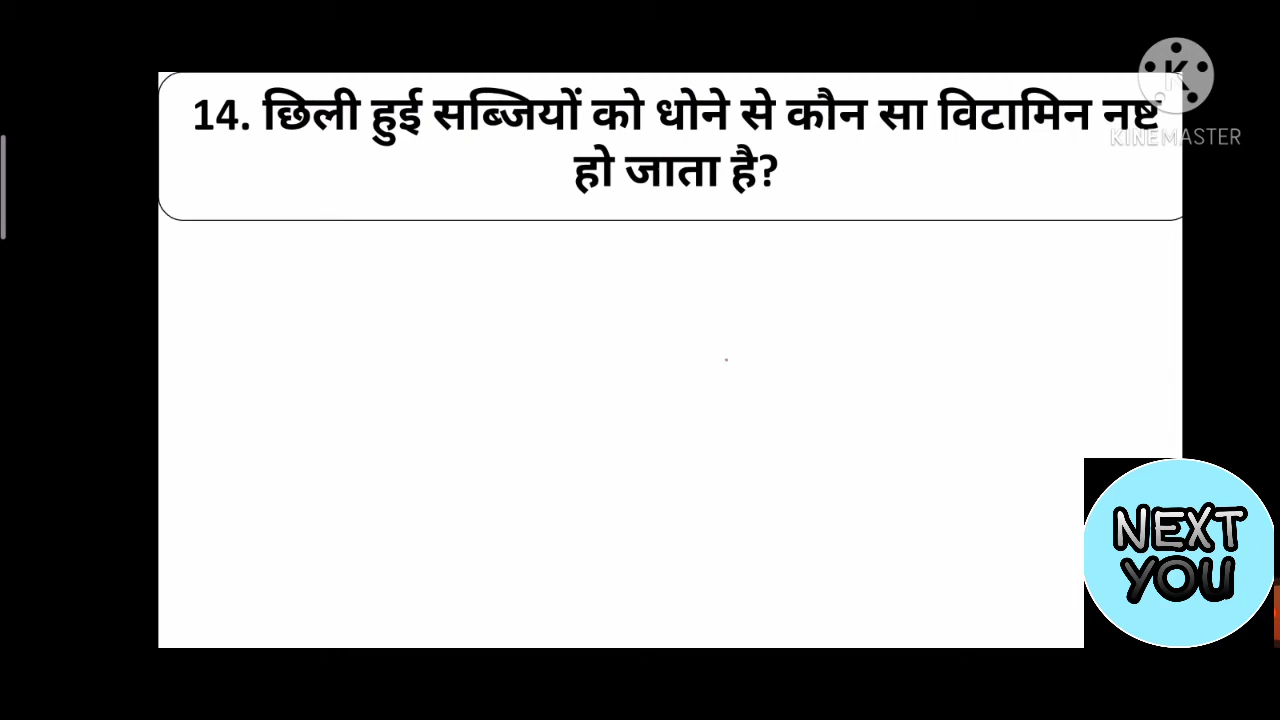 KINEMASTER
14. छिली हुई सब्जियों को धोने से कौन सा विटामिन नष्ट
हो जाता है?
NEXT
YOU